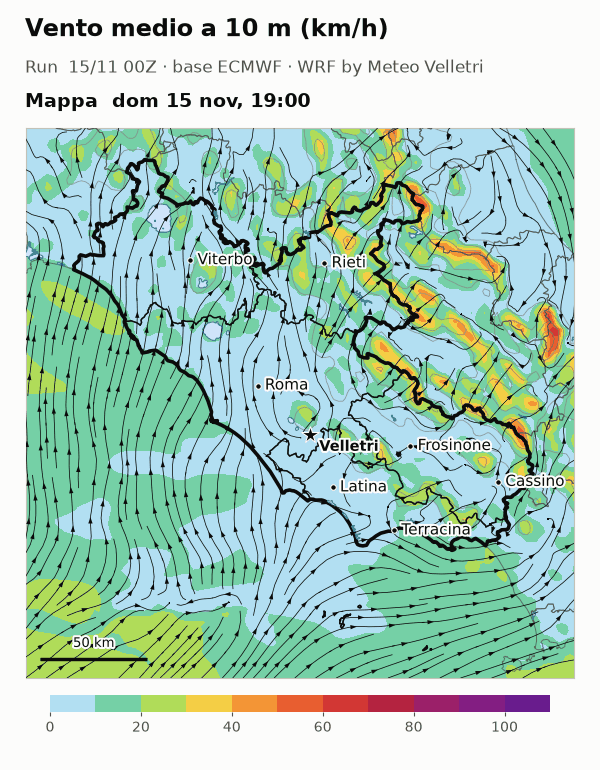 Vento medio a 10 m (km/h)
Run  15/11 00Z · base ECMWF · WRF by Meteo Velletri
Mappa  dom 15 nov, 19:00
Viterbo
Rieti
Roma
Velletri
Frosinone
Cassino
Latina
Terracina
50 km
0 20 40 60 80 100